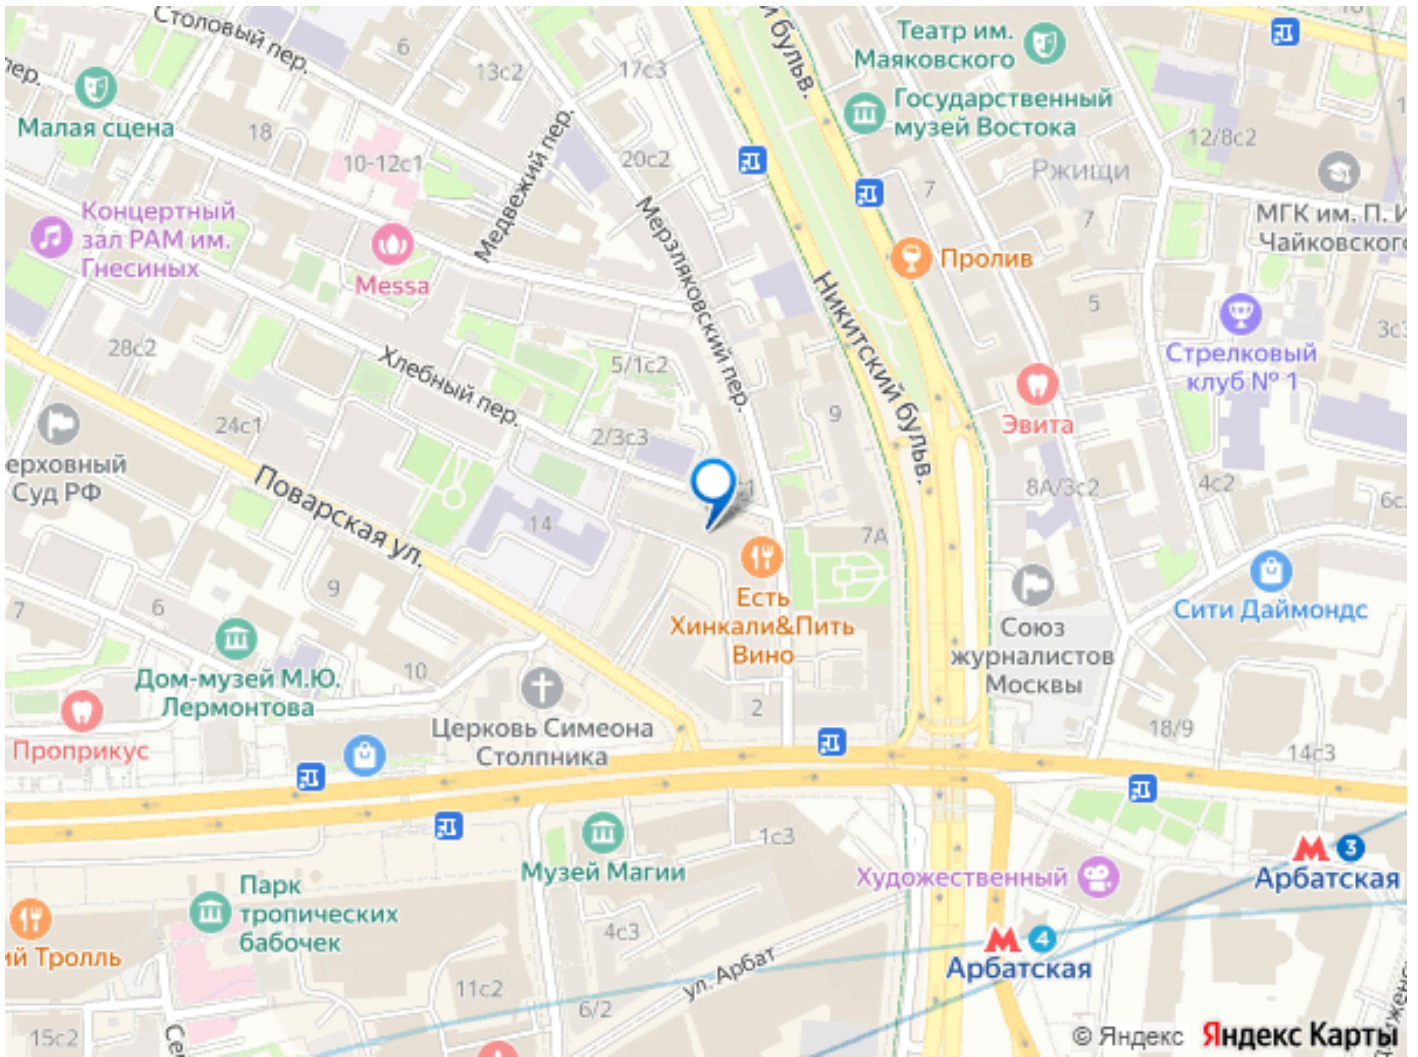 Столовый пер.
6
13с2
17с3
й бульв.
Театр им.
Маяковского
Государственный
музей Востока
Малая сцена
18
10-12с1
Медвежий пер.
20с2
7
Ржищи
12/8с2
7
МГК им. П. И
Чайковского
Концертный
зал РАМ им.
Гнесиных
Messa
Мерзляковский пер.
Никитский бульв.
Пролив
5
3с3
Стрелковый
клуб № 1
28с2
Хлебный пер.
5/1с2
Эвита
24с1
9
ерховный
Суд РФ
2/3с3
8А/3с2
4с2
6с
Поварская ул.
14
7А
9
7
6
Есть
Хинкали&Пить
Вино
Сити Даймондс
Союз
журналистов
Москвы
Дом-музей М.Ю.
Лермонтова
10
2
Церковь Симеона
Столпника
Проприкус
18/9
14с3
1с3
Музей Магии
Художественный
3
Арбатская
Парк
тропических
бабочек
4с3
4
Арбатская
ий Тролль
ул. Арбат
11с2
6/2
15с2
© Яндекс
Яндекс Карты